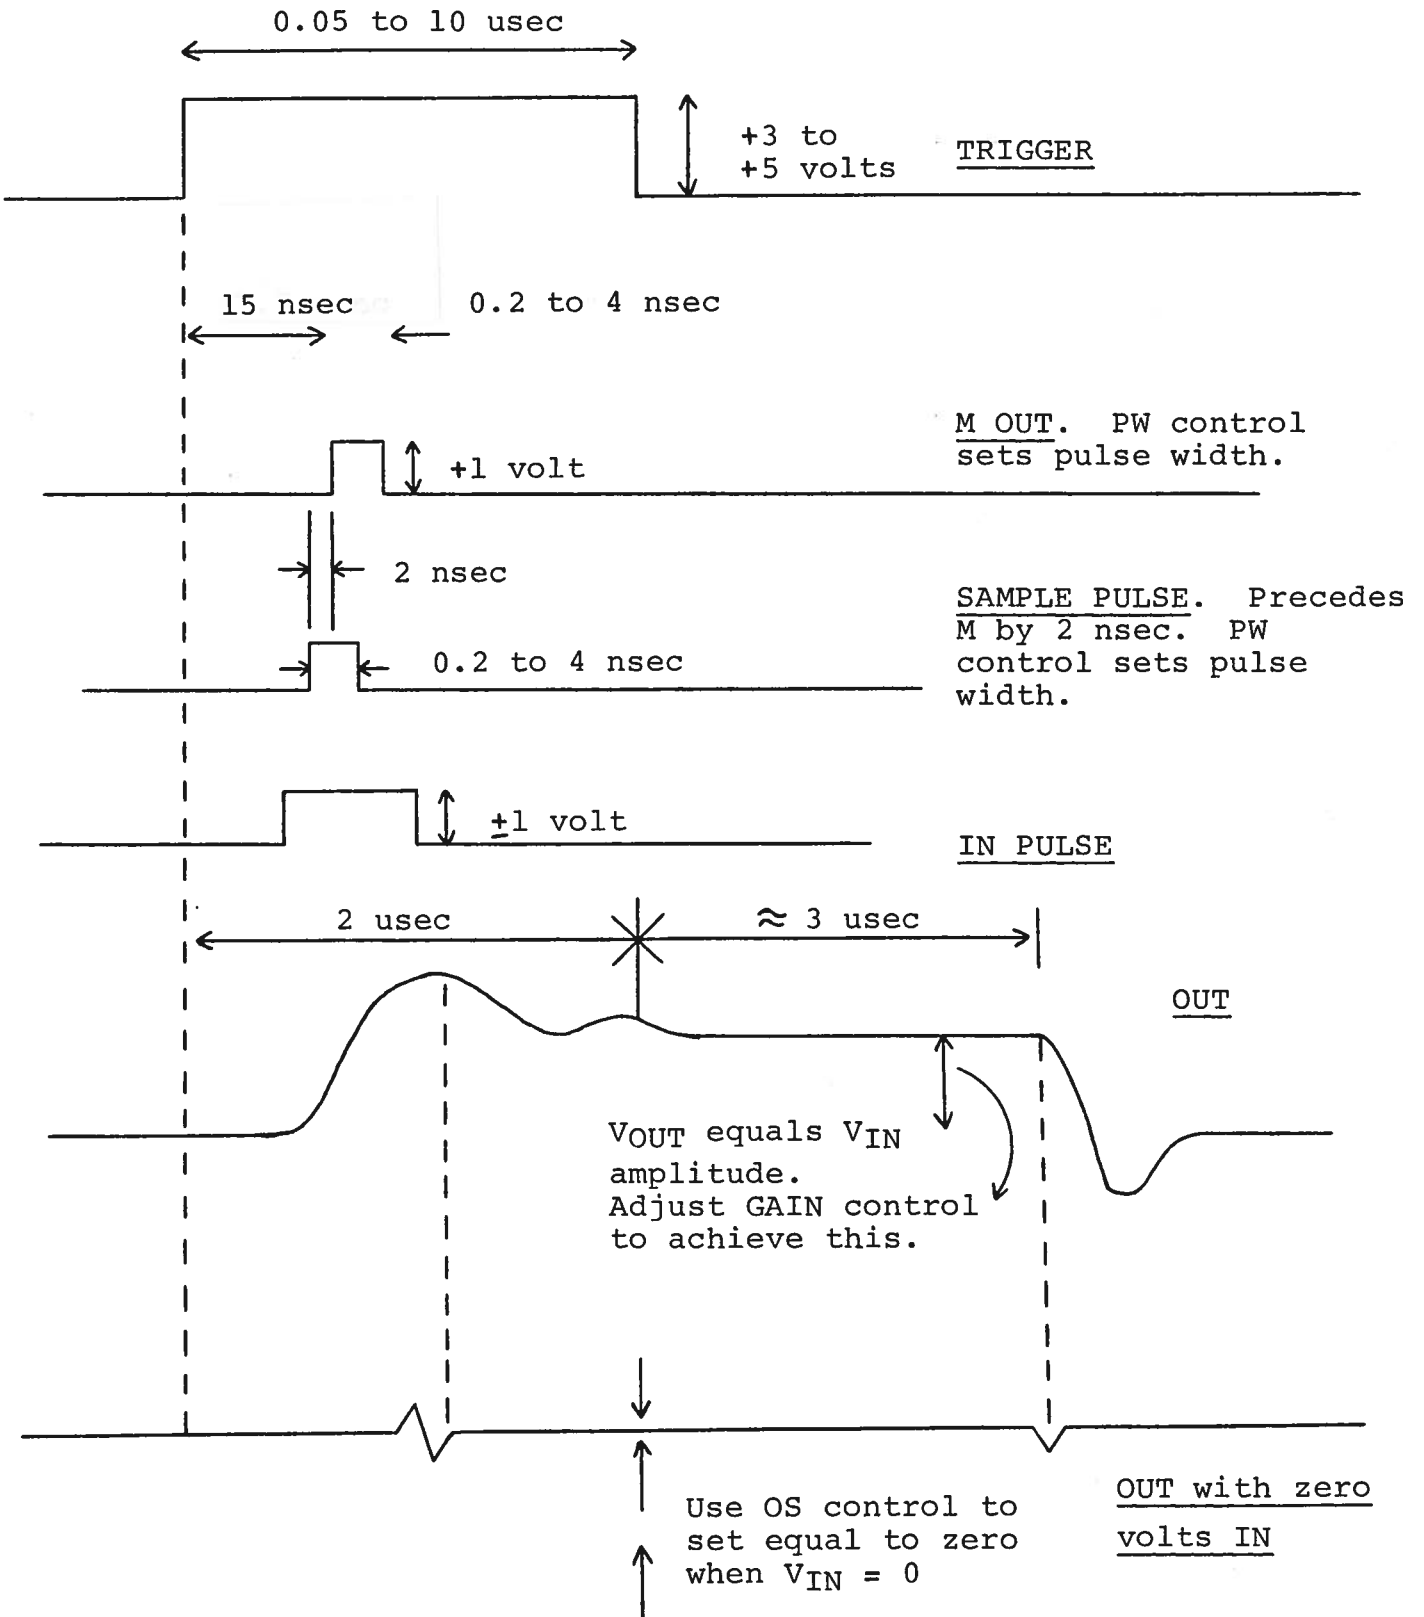 0.05 to 10 usec
+3 to
+5 volts
TRIGGER
15 nsec
0.2 to 4 nsec
M OUT. PW control
sets pulse width.
+1 volt
2 nsec
SAMPLE PULSE. Precedes
M by 2 nsec. PW
control sets pulse
width.
0.2 to 4 nsec
±1 volt
IN PULSE
2 usec
≈ 3 usec
OUT
VOUT equals VIN
amplitude.
Adjust GAIN control
to achieve this.
Use OS control to
set equal to zero
when VIN = 0
OUT with zero
volts IN